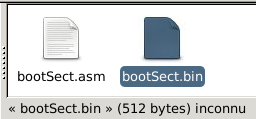 bootSect.asm bootSect.bin
« bootSect.bin » (512 bytes) inconnu